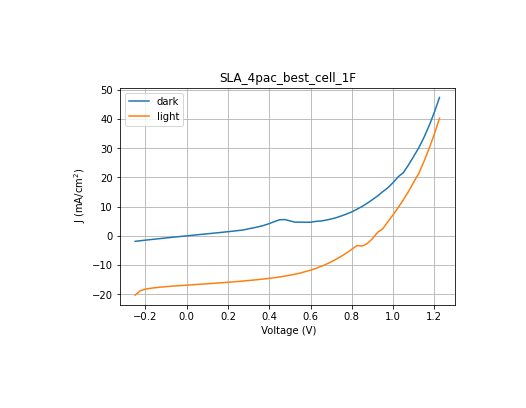 SLA_4pac_best_cell_1F
dark
light
50
40
30
20
10
0
−10
−20
J (mA/cm²)
−0.2 0.0 0.2 0.4 0.6 0.8 1.0 1.2
Voltage (V)